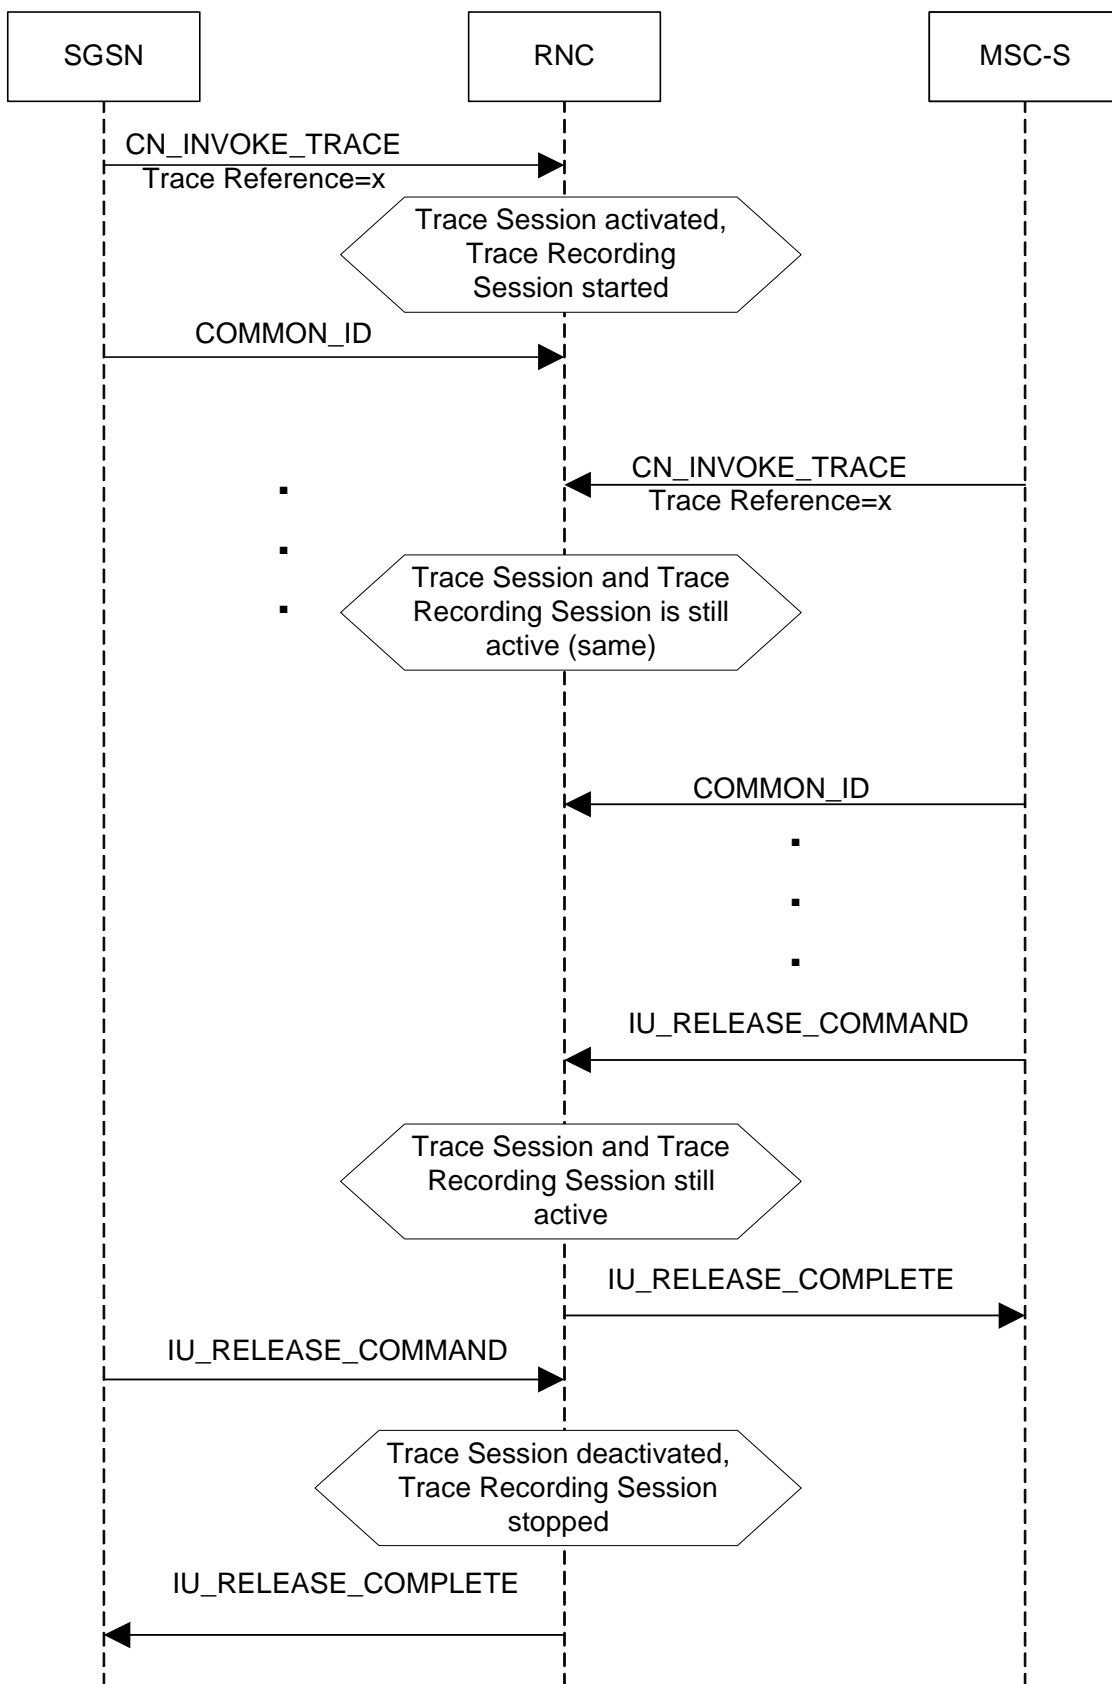 SGSN
RNC
MSC-S
CN_INVOKE_TRACE
Trace Reference=x
Trace Session activated,
Trace Recording
Session started
COMMON_ID
CN_INVOKE_TRACE
Trace Reference=x
Trace Session and Trace
Recording Session is still
active (same)
COMMON_ID
IU_RELEASE_COMMAND
Trace Session and Trace
Recording Session still
active
IU_RELEASE_COMPLETE
IU_RELEASE_COMMAND
Trace Session deactivated,
Trace Recording Session
stopped
IU_RELEASE_COMPLETE